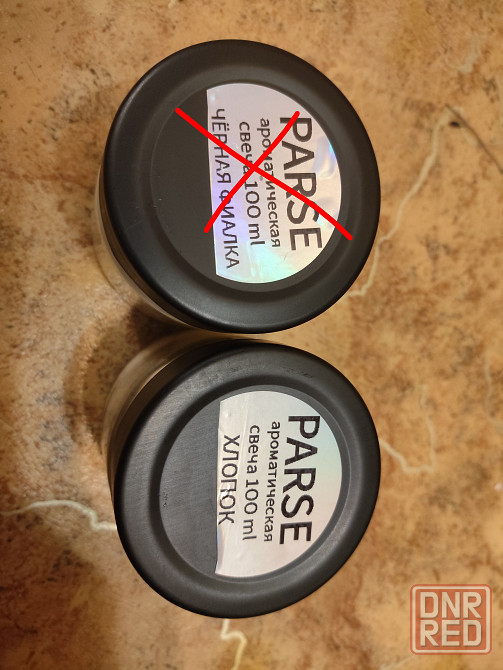 PARSE
ароматическая
свеча 100 ml
ЧЁРНАЯ ФИАЛКА
PARSE
ароматическая
свеча 100 ml
ХЛОПОК
DNR
RED